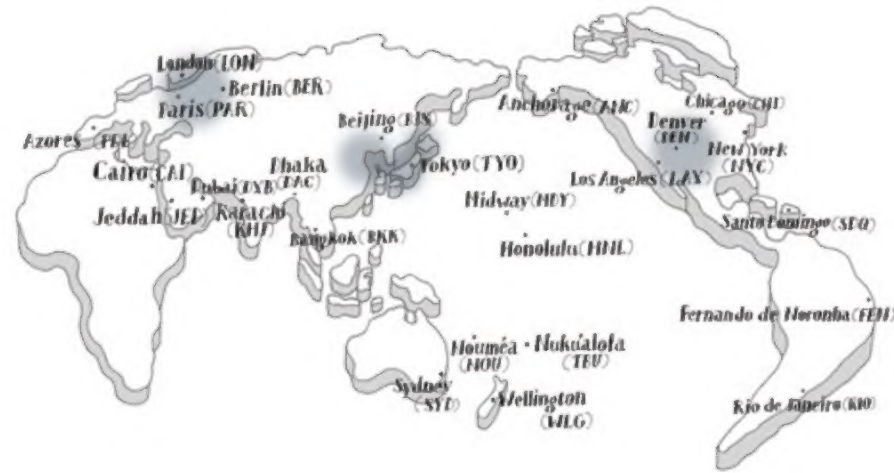 London (LON)
Berlin (BER)
Paris (PAR)
Azores
Cairo (CAI)
Jeddah (JED)
Dubai (DXB)
Karachi
(KHI)
Dhaka
(DAC)
Bangkok (BKK)
Beijing (BJS)
Tokyo (TYO)
Sydney
(SYD)
Nouméa
(NOU)
Nukualofa
Wellington
(WLG)
Midway (MDY)
Honolulu (HNL)
Anchorage (ANC)
Los Angeles (LAX)
Denver
(DEN)
Chicago (CHI)
New York
(NYC)
Santo Domingo (SDQ)
Fernando de Noronha (FEN)
Rio de Janeiro (RIO)